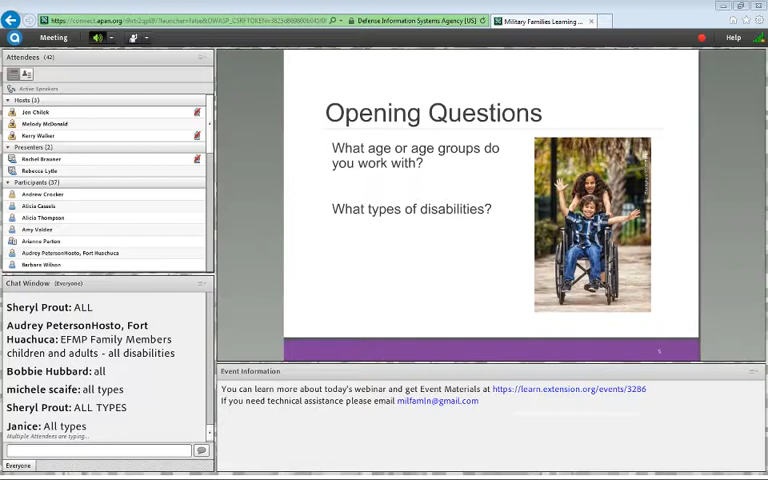 Defense Information Systems Agency [US]
Military Families Learning ...
Meeting
Help
Attendees (42)
Active Speakers
Hosts (3)
Jen Chilek
Melody McDonald
Kerry Walker
Presenters (2)
Rachel Brauner
Rebecca Lytle
Participants (37)
Andrew Crocker
Alicia Cassels
Alicia Thompson
Amy Valdez
Arianne Parton
Audrey PetersonHosto, Fort Huachuca
Barbara Wilson
Chat Window (Everyone)
Sheryl Prout: ALL
Audrey PetersonHosto, Fort
Huachuca: EFMP Family Members
children and adults - all disabilities
Bobbie Hubbard: all
michele scaife: all types
Sheryl Prout: ALL TYPES
Janice: All types
Multiple Attendees are typing...
Everyone
Opening Questions
What age or age groups do
you work with?
What types of disabilities?
5
Event Information
You can learn more about today's webinar and get Event Materials at https://learn.extension.org/events/3286
If you need technical assistance please email milfamln@gmail.com